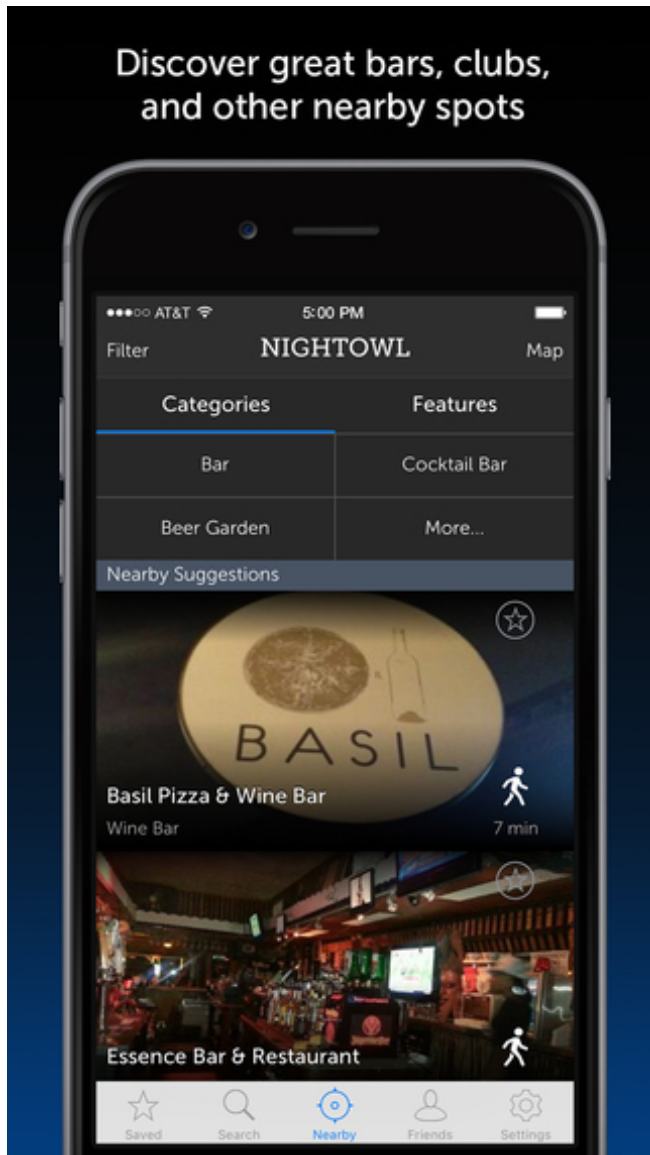 Discover great bars, clubs,
and other nearby spots
AT&T 5:00 PM
Filter NIGHTOWL Map
Categories Features
Bar Cocktail Bar
Beer Garden More...
Nearby Suggestions
&
BASIL
Basil Pizza & Wine Bar
Wine Bar 7 min
Essence Bar & Restaurant
Saved Search Nearby Friends Settings